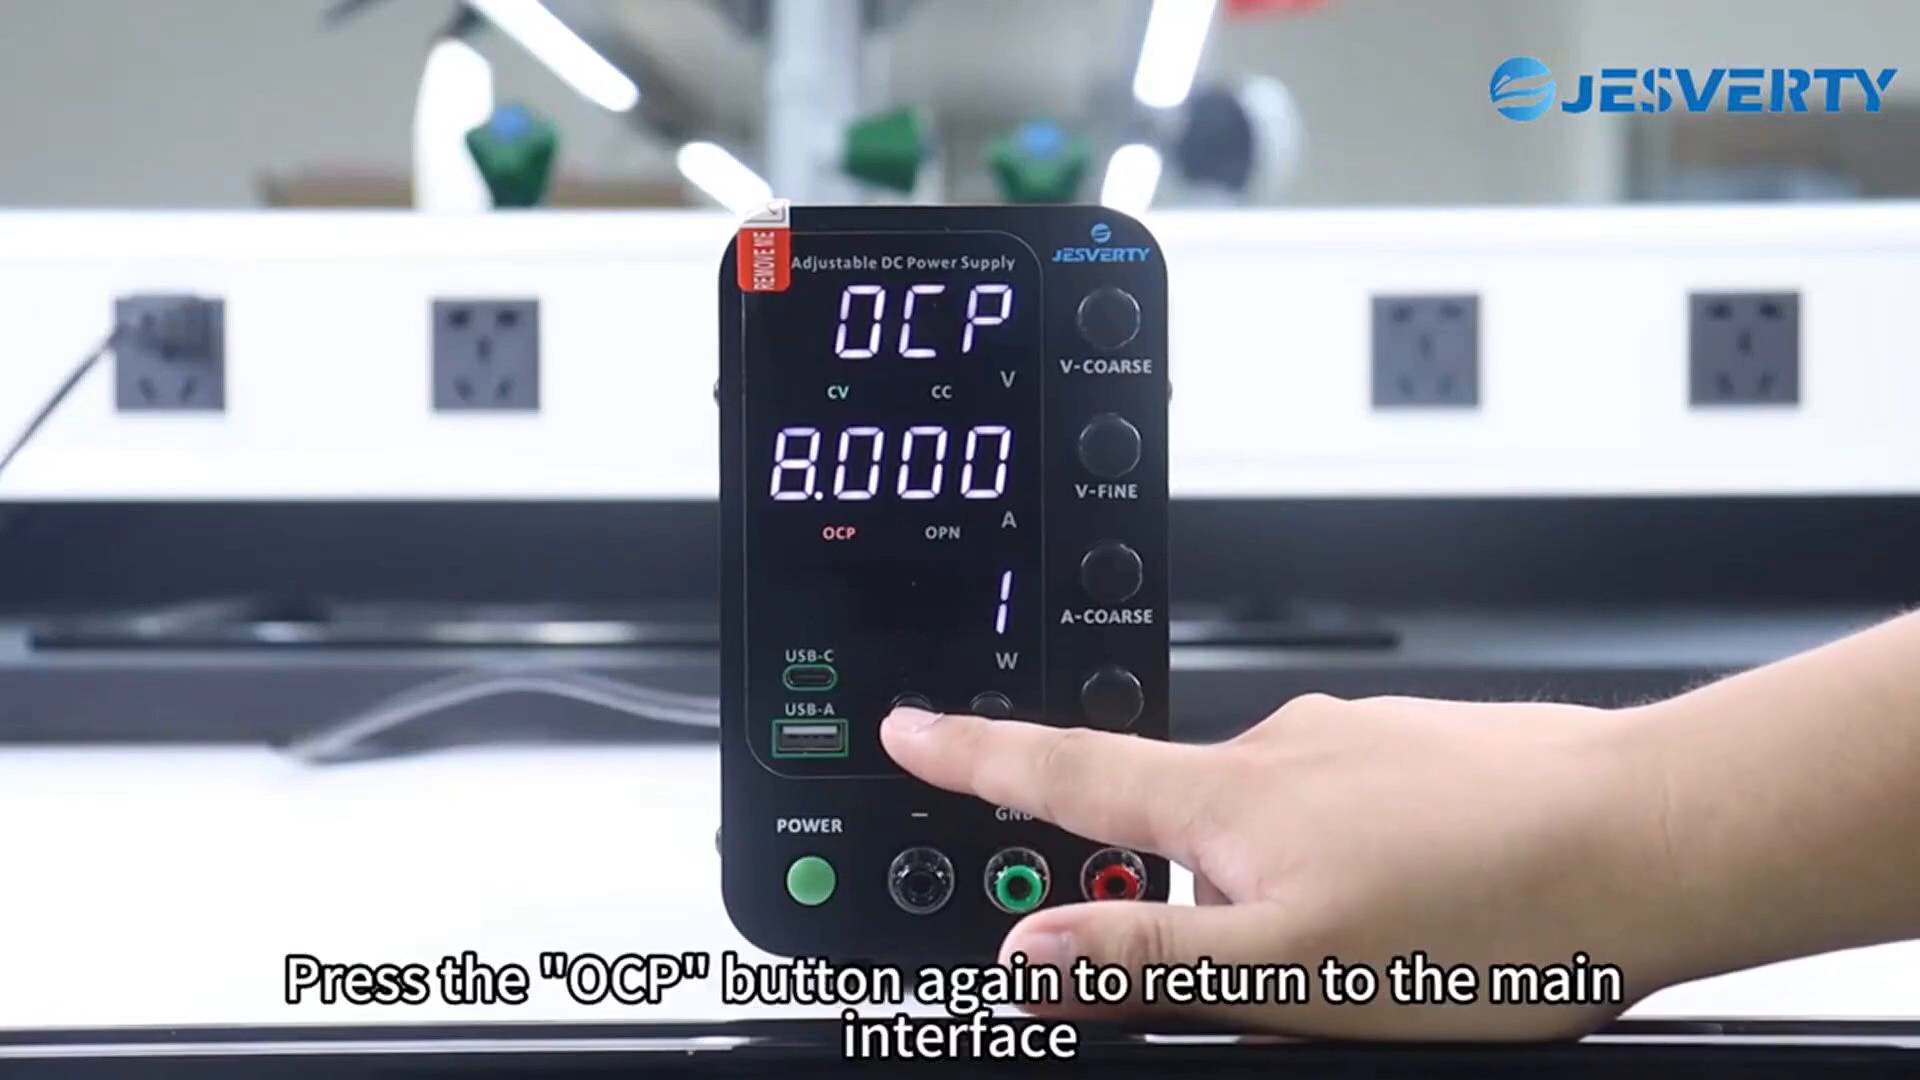 JESVERTY
REMOVE ME
JESVERTY
Adjustable DC Power Supply
OCP
V
V-COARSE
CV CC
8.000
A
V-FINE
OCP OPN
1
W
A-COARSE
USB-C
USB-A
POWER
—
GND
Press the "OCP" button again to return to the main
interface